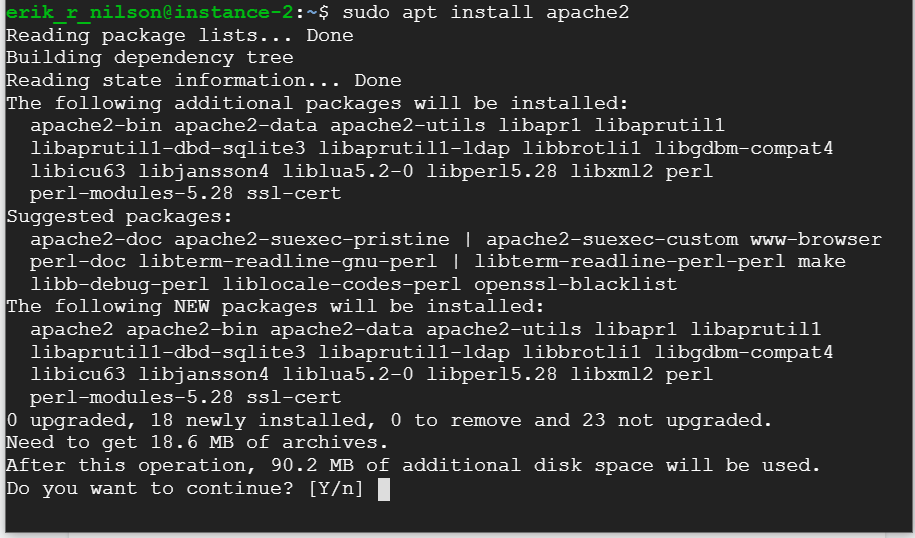 erik_r_nilson@instance-2:~$ sudo apt install apache2
Reading package lists... Done
Building dependency tree
Reading state information... Done
The following additional packages will be installed:
  apache2-bin apache2-data apache2-utils libapr1 libaprutil1
  libaprutil1-dbd-sqlite3 libaprutil1-ldap libbrotli1 libgdbm-compat4
  libicu63 libjansson4 liblua5.2-0 libperl5.28 libxml2 perl
  perl-modules-5.28 ssl-cert
Suggested packages:
  apache2-doc apache2-suexec-pristine | apache2-suexec-custom www-browser
  perl-doc libterm-readline-gnu-perl | libterm-readline-perl-perl make
  libb-debug-perl liblocale-codes-perl openssl-blacklist
The following NEW packages will be installed:
  apache2 apache2-bin apache2-data apache2-utils libapr1 libaprutil1
  libaprutil1-dbd-sqlite3 libaprutil1-ldap libbrotli1 libgdbm-compat4
  libicu63 libjansson4 liblua5.2-0 libperl5.28 libxml2 perl
  perl-modules-5.28 ssl-cert
0 upgraded, 18 newly installed, 0 to remove and 23 not upgraded.
Need to get 18.6 MB of archives.
After this operation, 90.2 MB of additional disk space will be used.
Do you want to continue? [Y/n]